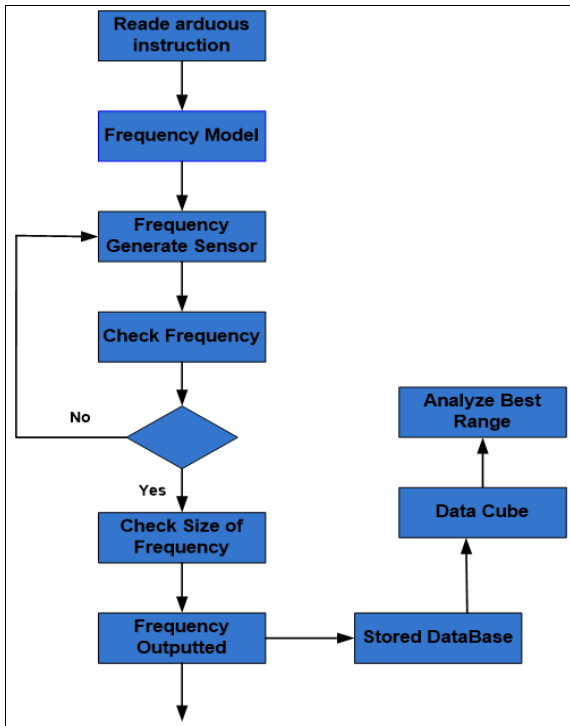 Reade arduous
instruction
Frequency Model
Frequency
Generate Sensor
Check Frequency
No
Yes
Check Size of
Frequency
Frequency
Outputted
Stored DataBase
Data Cube
Analyze Best
Range